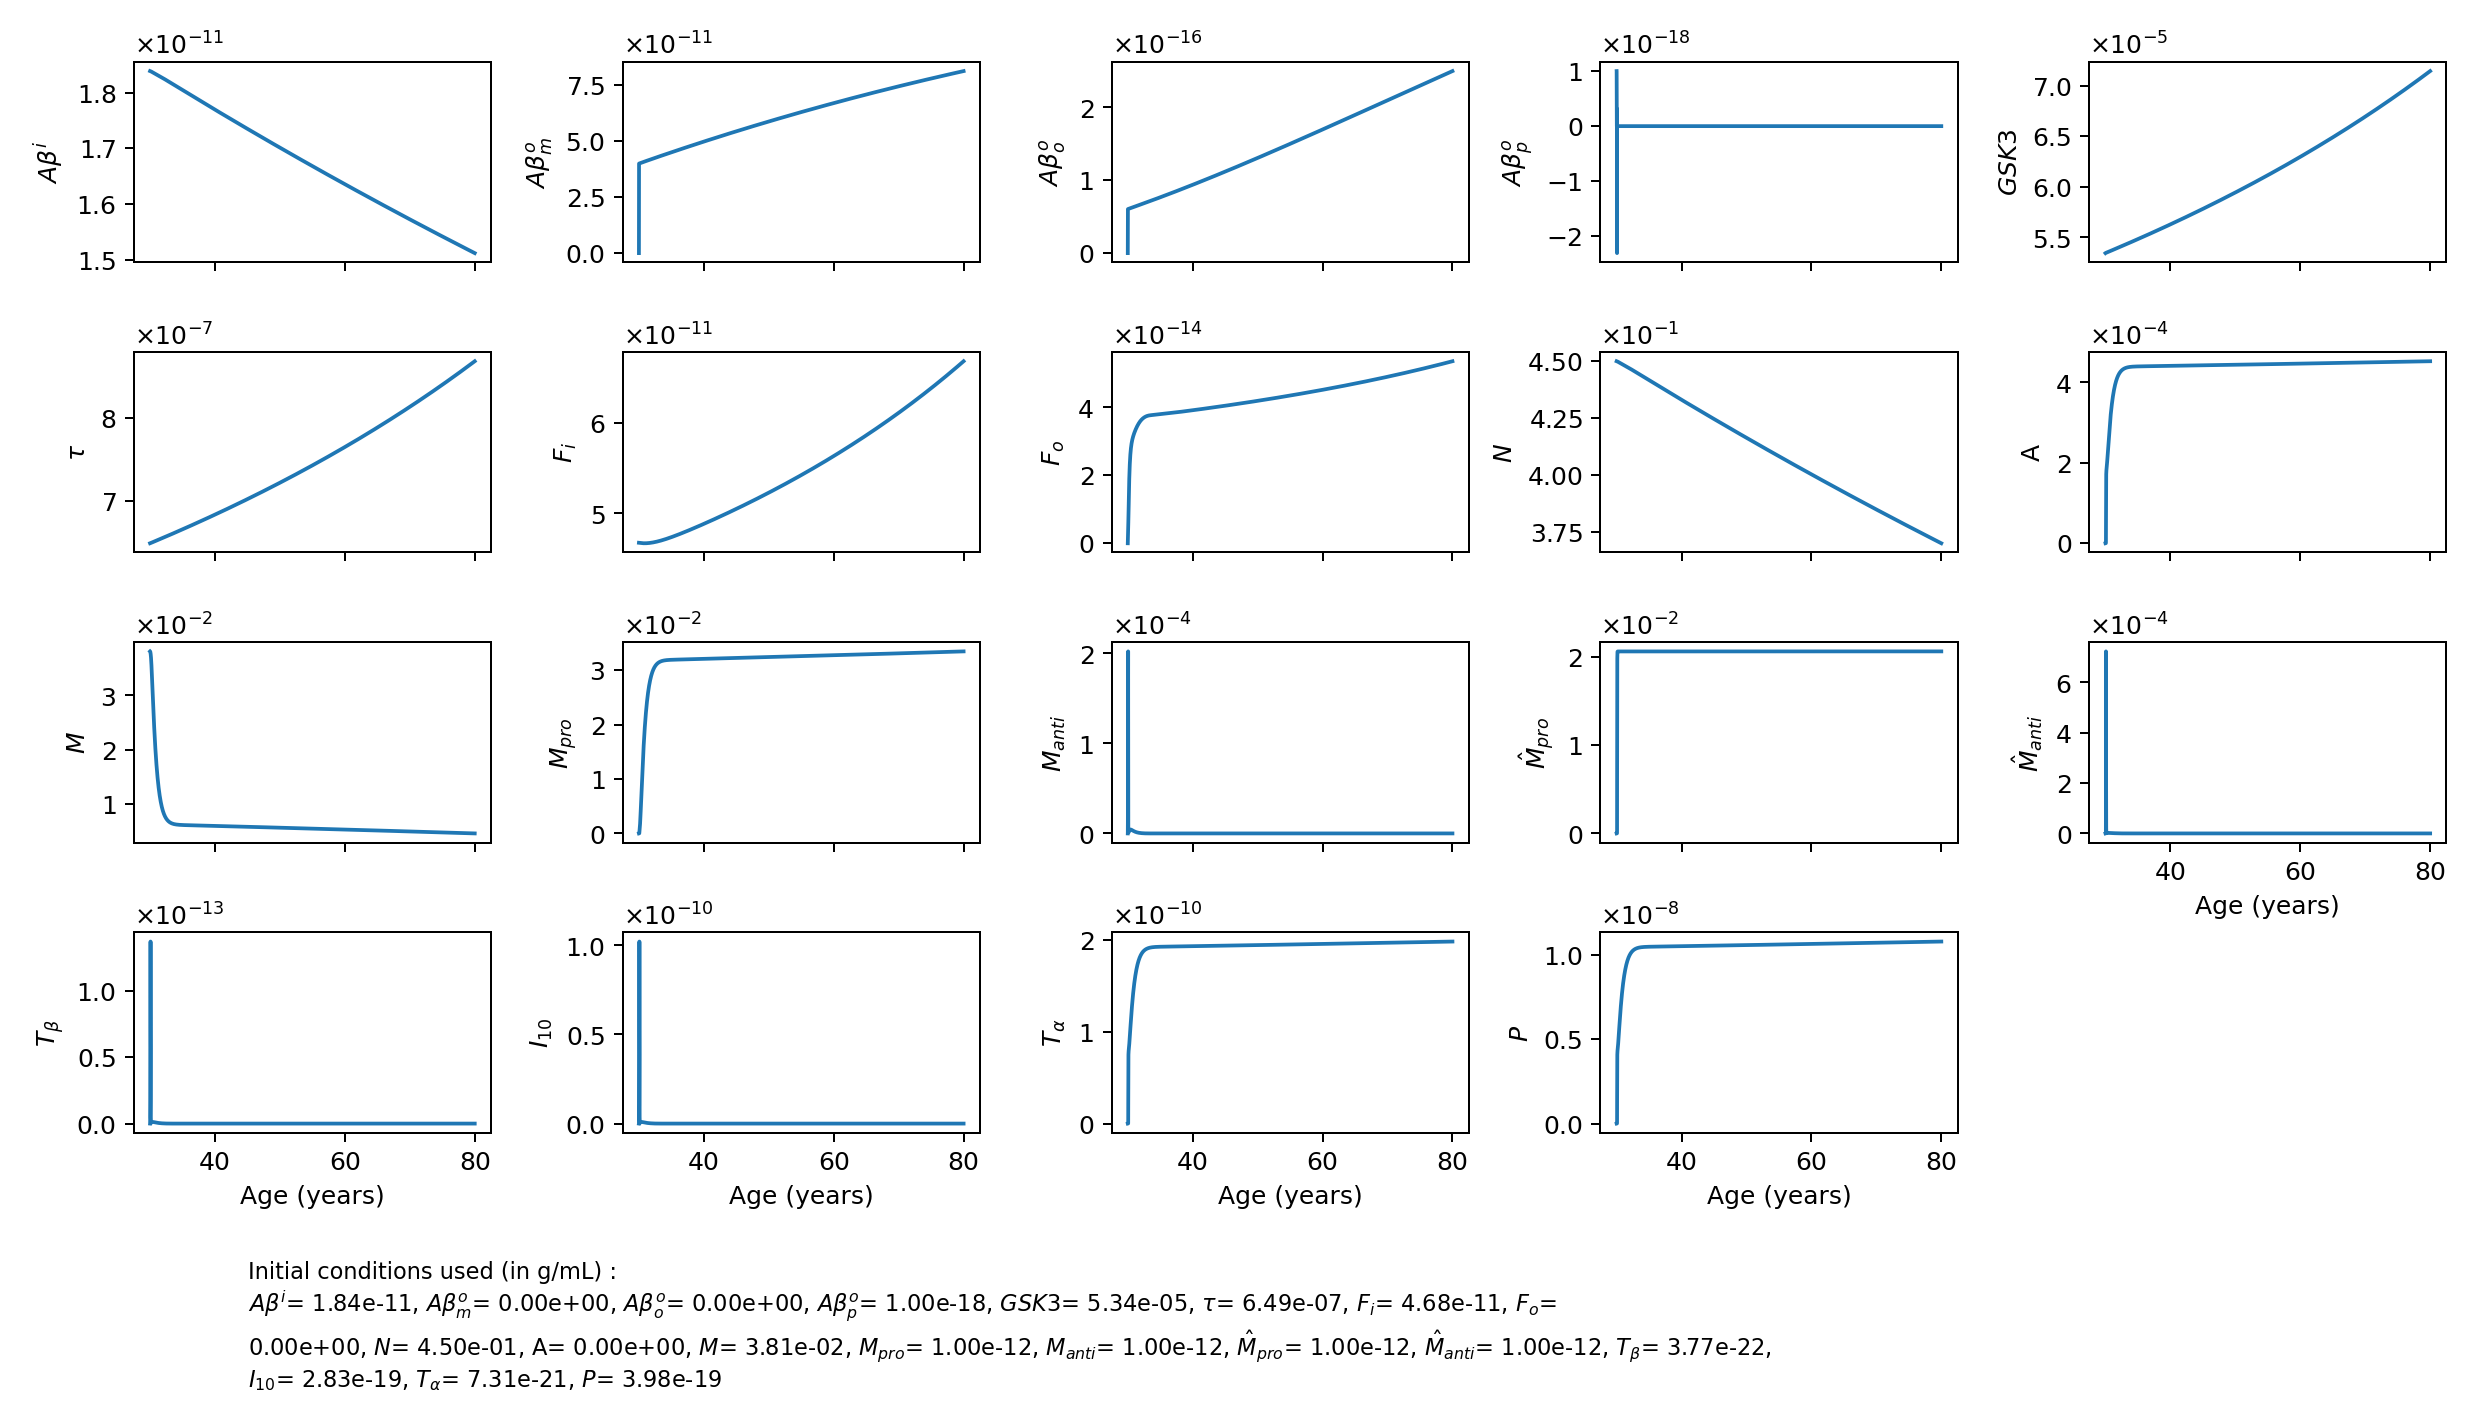 ×10⁻¹¹
1.8
1.7
1.6
1.5
Aβⁱ
×10⁻¹¹
7.5
5.0
2.5
0.0
Aβₘᵒ
×10⁻¹⁶
2
1
0
Aβₒᵒ
×10⁻¹⁸
1
0
−1
−2
Aβₚᵒ
×10⁻⁵
7.0
6.5
6.0
5.5
GSK3
×10⁻⁷
8
7
τ
×10⁻¹¹
6
5
Fᵢ
×10⁻¹⁴
4
2
0
Fₒ
×10⁻¹
4.50
4.25
4.00
3.75
N
×10⁻⁴
4
2
0
A
×10⁻²
3
2
1
M
×10⁻²
3
2
1
0
M_pro
×10⁻⁴
2
1
0
M_anti
×10⁻²
2
1
0
M̂_pro
×10⁻⁴
6
4
2
0
M̂_anti
40 60 80
Age (years)
×10⁻¹³
1.0
0.5
0.0
T_β
40 60 80
Age (years)
×10⁻¹⁰
1.0
0.5
0.0
I₁₀
40 60 80
Age (years)
×10⁻¹⁰
2
1
0
T_α
40 60 80
Age (years)
×10⁻⁸
1.0
0.5
0.0
P
40 60 80
Age (years)
Initial conditions used (in g/mL) :
Aβⁱ= 1.84e-11, Aβₘᵒ= 0.00e+00, Aβₒᵒ= 0.00e+00, Aβₚᵒ= 1.00e-18, GSK3= 5.34e-05, τ= 6.49e-07, Fᵢ= 4.68e-11, Fₒ=
0.00e+00, N= 4.50e-01, A= 0.00e+00, M= 3.81e-02, M_pro= 1.00e-12, M_anti= 1.00e-12, M̂_pro= 1.00e-12, M̂_anti= 1.00e-12, T_β= 3.77e-22,
I₁₀= 2.83e-19, T_α= 7.31e-21, P= 3.98e-19